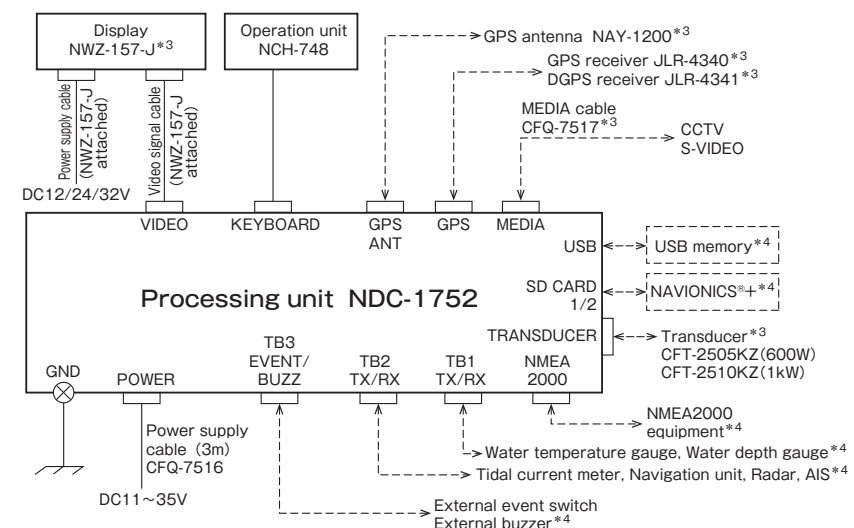 Display
NWZ-157-J*3
Operation unit
NCH-748
GPS antenna NAY-1200*3
GPS receiver JLR-4340*3
DGPS receiver JLR-4341*3
MEDIA cable
CFQ-7517*3
CCTV
S-VIDEO
Power supply cable
(NWZ-157-J
attached)
Video signal cable
(NWZ-157-J
attached)
DC12/24/32V
VIDEO
KEYBOARD
GPS
ANT
GPS
MEDIA
USB
USB memory*4
SD CARD
1/2
NAVIONICS®+*4
Processing unit NDC-1752
TRANSDUCER
Transducer*3
CFT-2505KZ(600W)
CFT-2510KZ(1kW)
GND
POWER
TB3
EVENT/
BUZZ
TB2
TX/RX
TB1
TX/RX
NMEA
2000
Power supply
cable (3m)
CFQ-7516
DC11～35V
NMEA2000
equipment*4
Water temperature gauge, Water depth gauge*4
Tidal current meter, Navigation unit, Radar, AIS*4
External event switch
External buzzer*4